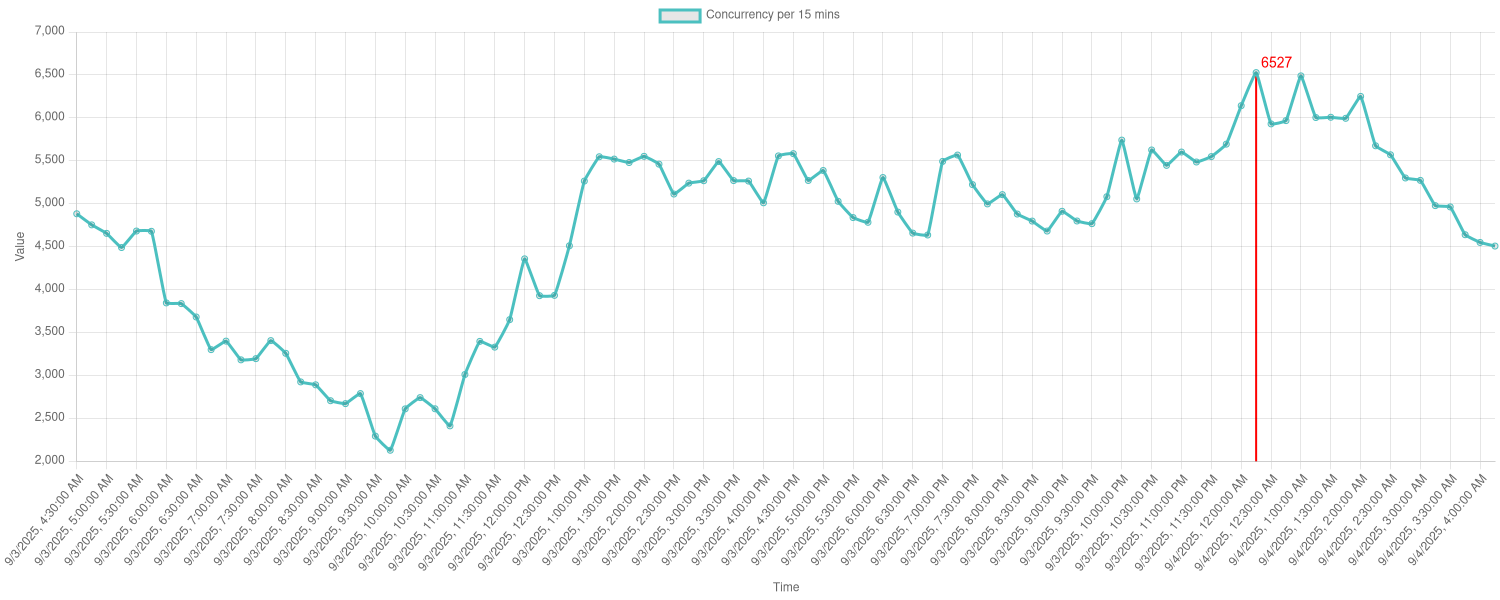 Concurrency per 15 mins
7,000
6,500
6,000
5,500
5,000
4,500
4,000
3,500
3,000
2,500
2,000
Value
6527
9/3/2025, 4:30:00 AM
9/3/2025, 5:00:00 AM
9/3/2025, 5:30:00 AM
9/3/2025, 6:00:00 AM
9/3/2025, 6:30:00 AM
9/3/2025, 7:00:00 AM
9/3/2025, 7:30:00 AM
9/3/2025, 8:00:00 AM
9/3/2025, 8:30:00 AM
9/3/2025, 9:00:00 AM
9/3/2025, 9:30:00 AM
9/3/2025, 10:00:00 AM
9/3/2025, 10:30:00 AM
9/3/2025, 11:00:00 AM
9/3/2025, 11:30:00 AM
9/3/2025, 12:00:00 PM
9/3/2025, 12:30:00 PM
9/3/2025, 1:00:00 PM
9/3/2025, 1:30:00 PM
9/3/2025, 2:00:00 PM
9/3/2025, 2:30:00 PM
9/3/2025, 3:00:00 PM
9/3/2025, 3:30:00 PM
9/3/2025, 4:00:00 PM
9/3/2025, 4:30:00 PM
9/3/2025, 5:00:00 PM
9/3/2025, 5:30:00 PM
9/3/2025, 6:00:00 PM
9/3/2025, 6:30:00 PM
9/3/2025, 7:00:00 PM
9/3/2025, 7:30:00 PM
9/3/2025, 8:00:00 PM
9/3/2025, 8:30:00 PM
9/3/2025, 9:00:00 PM
9/3/2025, 9:30:00 PM
9/3/2025, 10:00:00 PM
9/3/2025, 10:30:00 PM
9/3/2025, 11:00:00 PM
9/3/2025, 11:30:00 PM
9/4/2025, 12:00:00 AM
9/4/2025, 12:30:00 AM
9/4/2025, 1:00:00 AM
9/4/2025, 1:30:00 AM
9/4/2025, 2:00:00 AM
9/4/2025, 2:30:00 AM
9/4/2025, 3:00:00 AM
9/4/2025, 3:30:00 AM
9/4/2025, 4:00:00 AM
Time